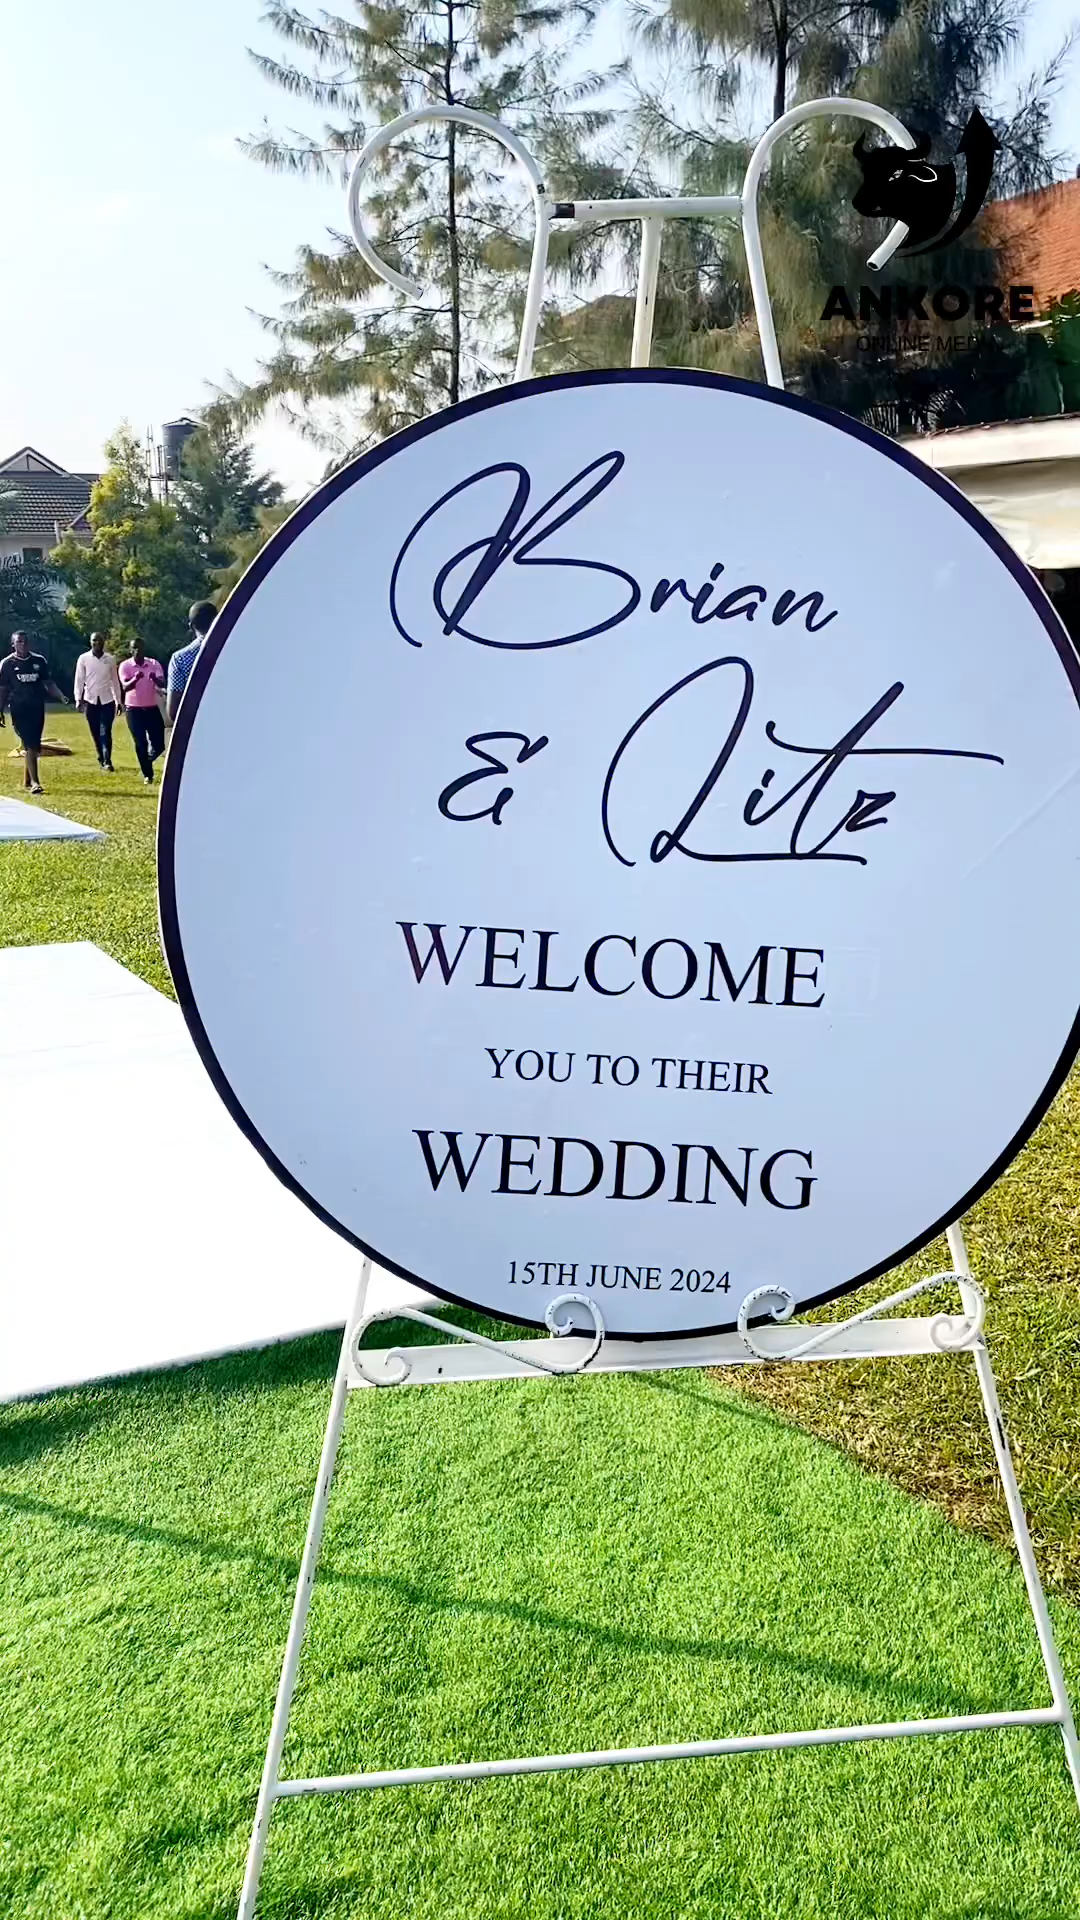 ANKORE
ONLINE MEDIA
Brian
& Litz
WELCOME
YOU TO THEIR
WEDDING
15TH JUNE 2024